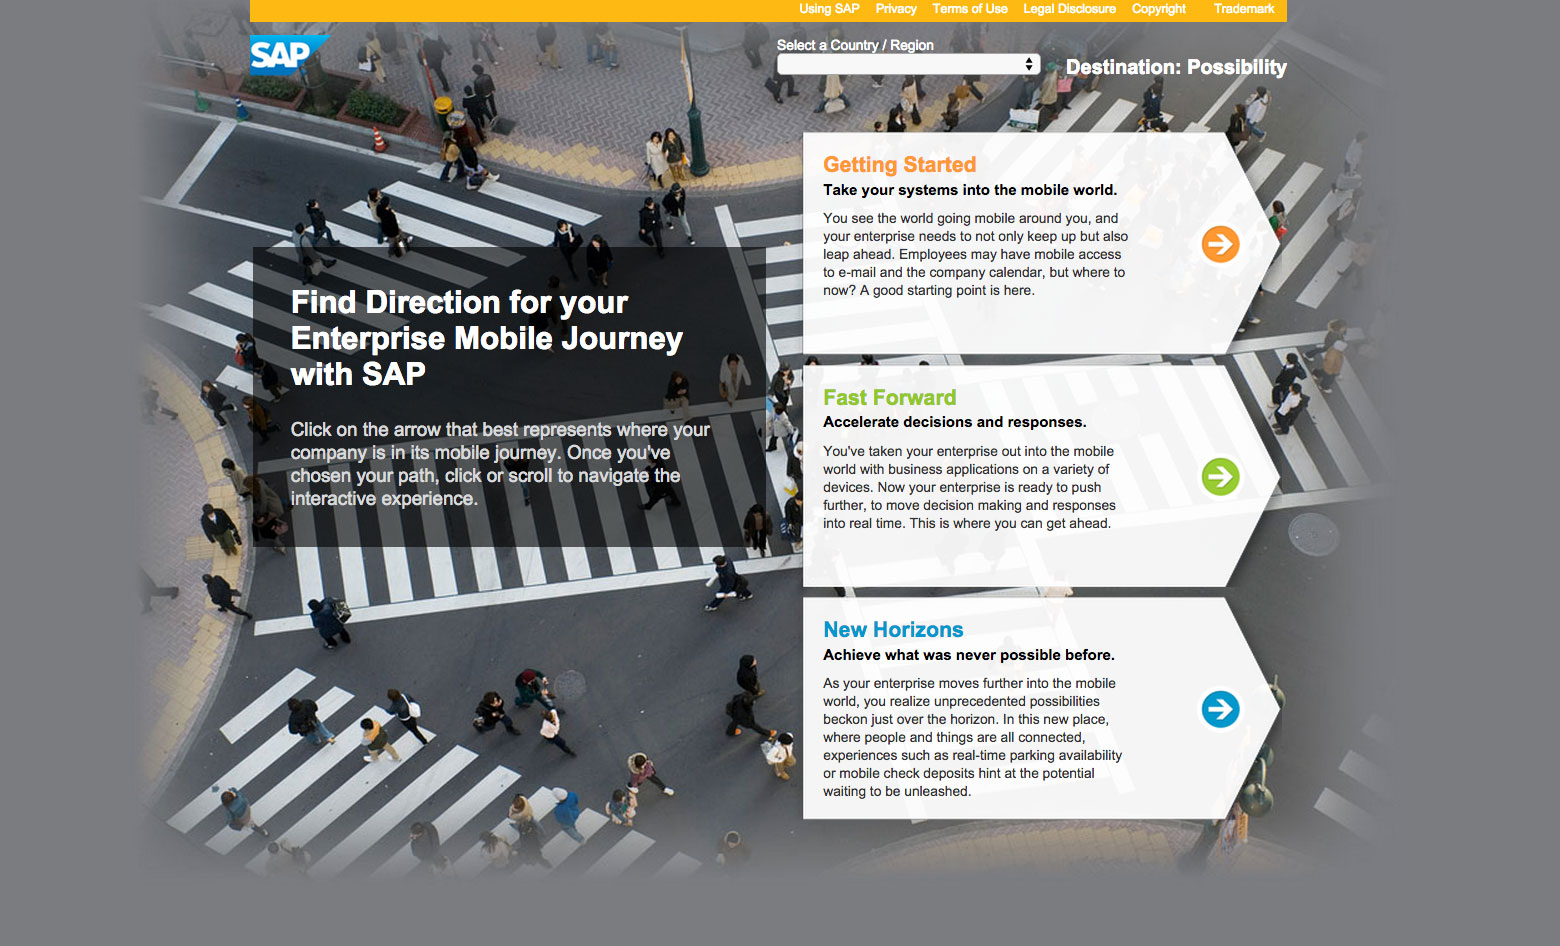 Using SAP Privacy Terms of Use Legal Disclosure Copyright Trademark
SAP
Select a Country / Region
Destination: Possibility
Find Direction for your
Enterprise Mobile Journey
with SAP
Click on the arrow that best represents where your
company is in its mobile journey. Once you've
chosen your path, click or scroll to navigate the
interactive experience.
Getting Started
Take your systems into the mobile world.
You see the world going mobile around you, and
your enterprise needs to not only keep up but also
leap ahead. Employees may have mobile access
to e-mail and the company calendar, but where to
now? A good starting point is here.
Fast Forward
Accelerate decisions and responses.
You've taken your enterprise out into the mobile
world with business applications on a variety of
devices. Now your enterprise is ready to push
further, to move decision making and responses
into real time. This is where you can get ahead.
New Horizons
Achieve what was never possible before.
As your enterprise moves further into the mobile
world, you realize unprecedented possibilities
beckon just over the horizon. In this new place,
where people and things are all connected,
experiences such as real-time parking availability
or mobile check deposits hint at the potential
waiting to be unleashed.